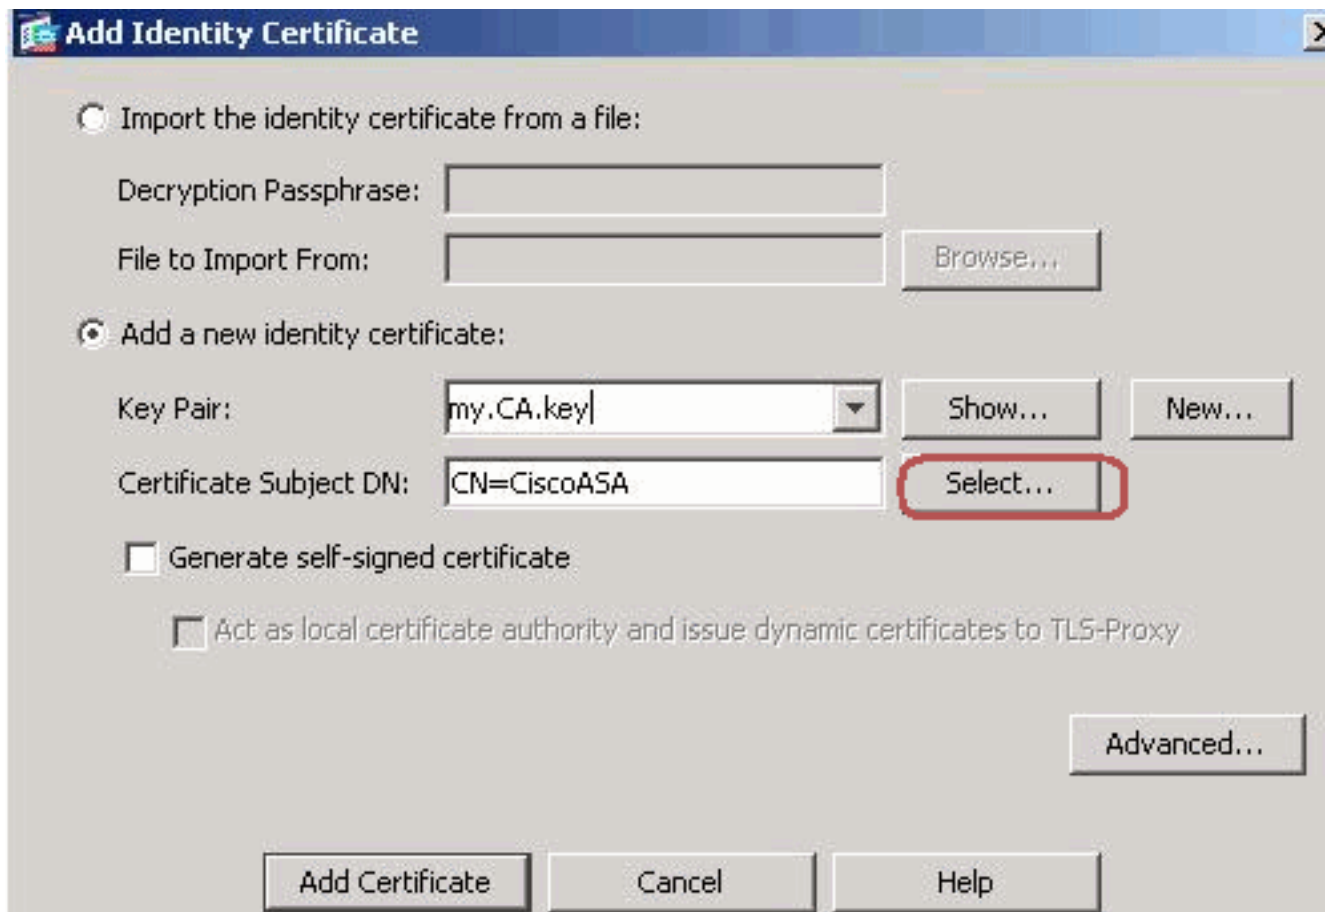 Add Identity Certificate
Import the identity certificate from a file:
Decryption Passphrase:
File to Import From:
Browse...
Add a new identity certificate:
Key Pair:
my.CA.key
Show...
New...
Certificate Subject DN:
CN=CiscoASA
Select...
Generate self-signed certificate
Act as local certificate authority and issue dynamic certificates to TLS-Proxy
Advanced...
Add Certificate
Cancel
Help